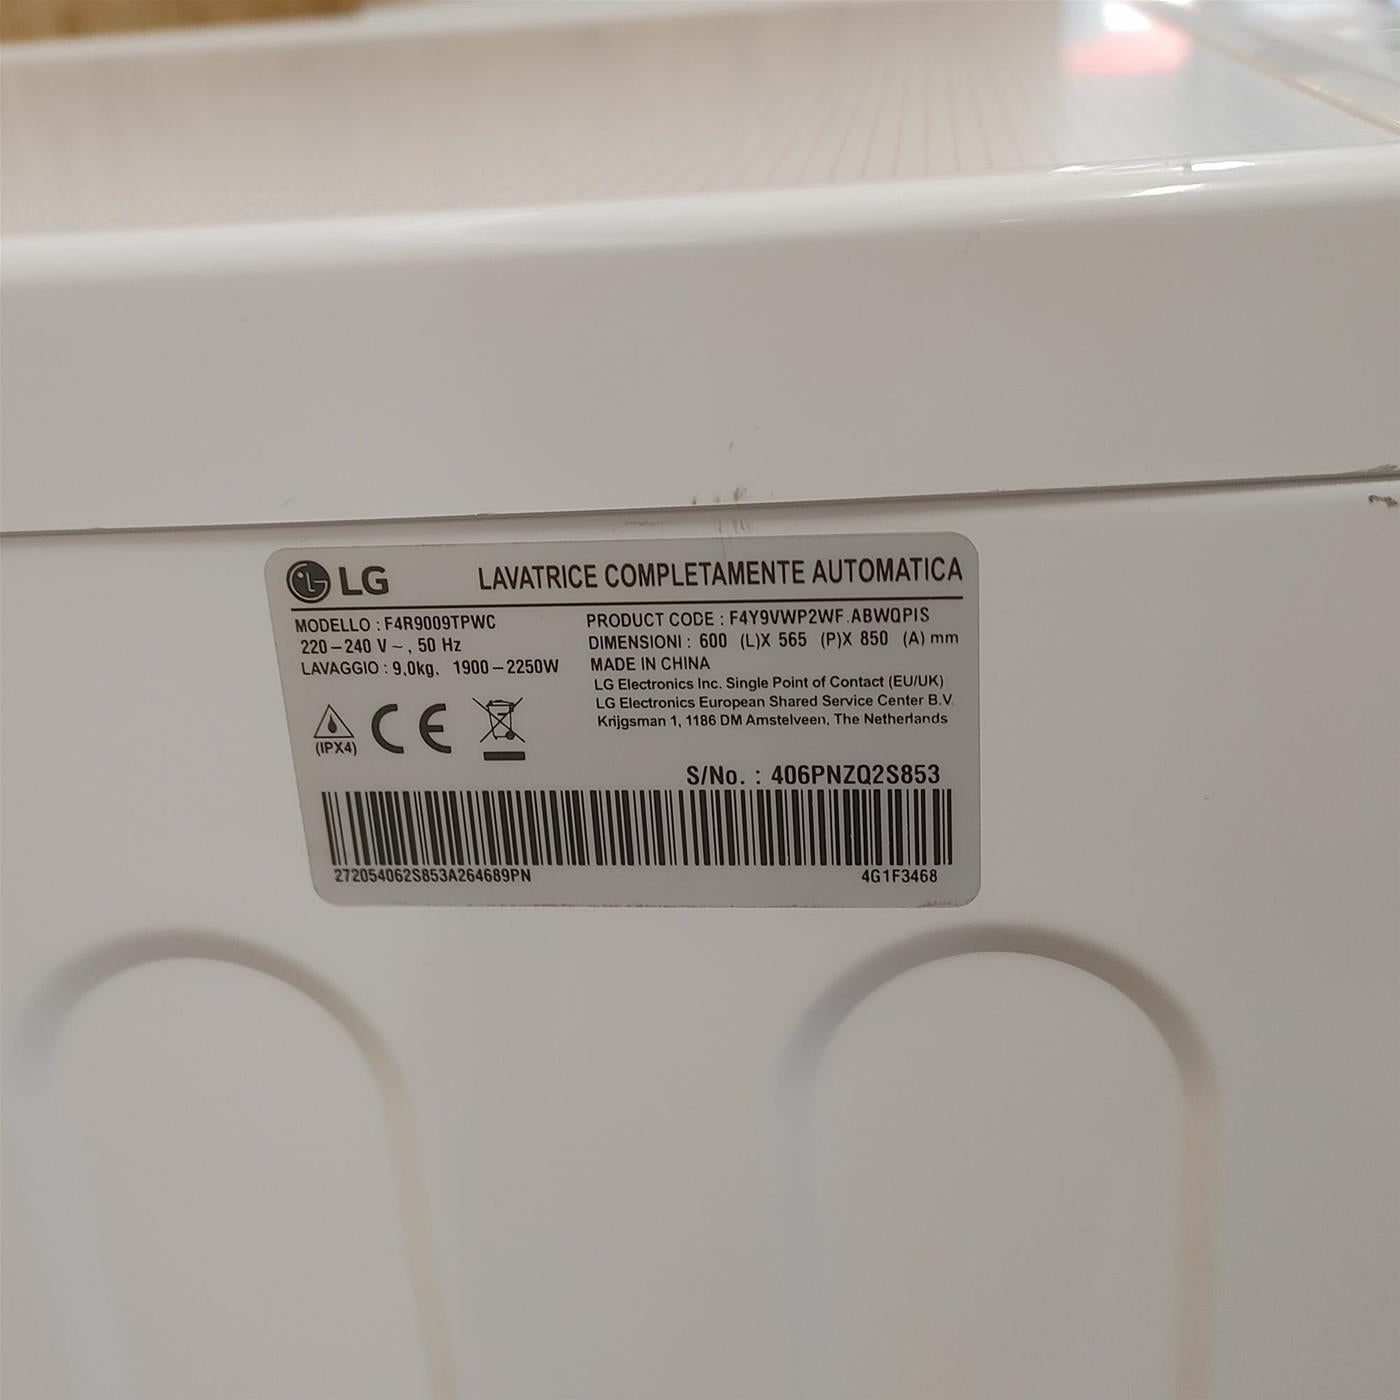 LG LAVATRICE COMPLETAMENTE AUTOMATICA
MODELLO : F4R9009TPWC
220-240 V ~ , 50 Hz
LAVAGGIO : 9,0kg, 1900-2250W
(IPX4)
CE
PRODUCT CODE : F4Y9VWP2WF.ABWQPIS
DIMENSIONI : 600 (L)X 565 (P)X 850 (A) mm
MADE IN CHINA
LG Electronics Inc. Single Point of Contact (EU/UK)
LG Electronics European Shared Service Center B.V.
Krijgsman 1, 1186 DM Amstelveen, The Netherlands
S/No. : 406PNZQ2S853
272054062S853A264689PN 4G1F3468